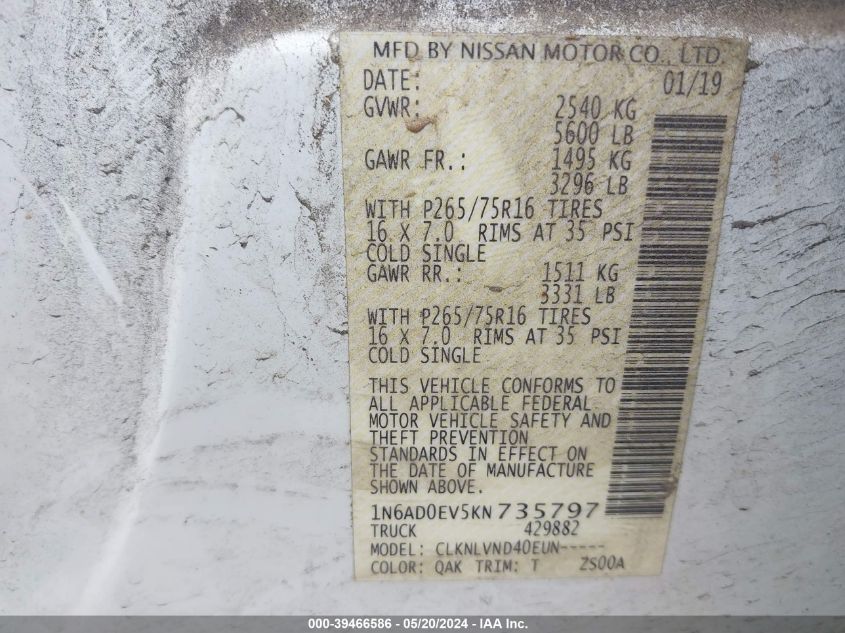 MFD BY NISSAN MOTOR CO., LTD.
DATE: 01/19
GVWR: 2540 KG
5600 LB
GAWR FR.: 1495 KG
3296 LB
WITH P265/75R16 TIRES
16 X 7.0 RIMS AT 35 PSI
COLD SINGLE
GAWR RR.: 1511 KG
3331 LB
WITH P265/75R16 TIRES
16 X 7.0 RIMS AT 35 PSI
COLD SINGLE
THIS VEHICLE CONFORMS TO
ALL APPLICABLE FEDERAL
MOTOR VEHICLE SAFETY AND
THEFT PREVENTION
STANDARDS IN EFFECT ON
THE DATE OF MANUFACTURE
SHOWN ABOVE.
1N6AD0EV5KN735797
TRUCK 429882
MODEL: CLKNLVND40EUN-----
COLOR: QAK TRIM: T ZS00A
000-39466586 - 05/20/2024 - IAA Inc.